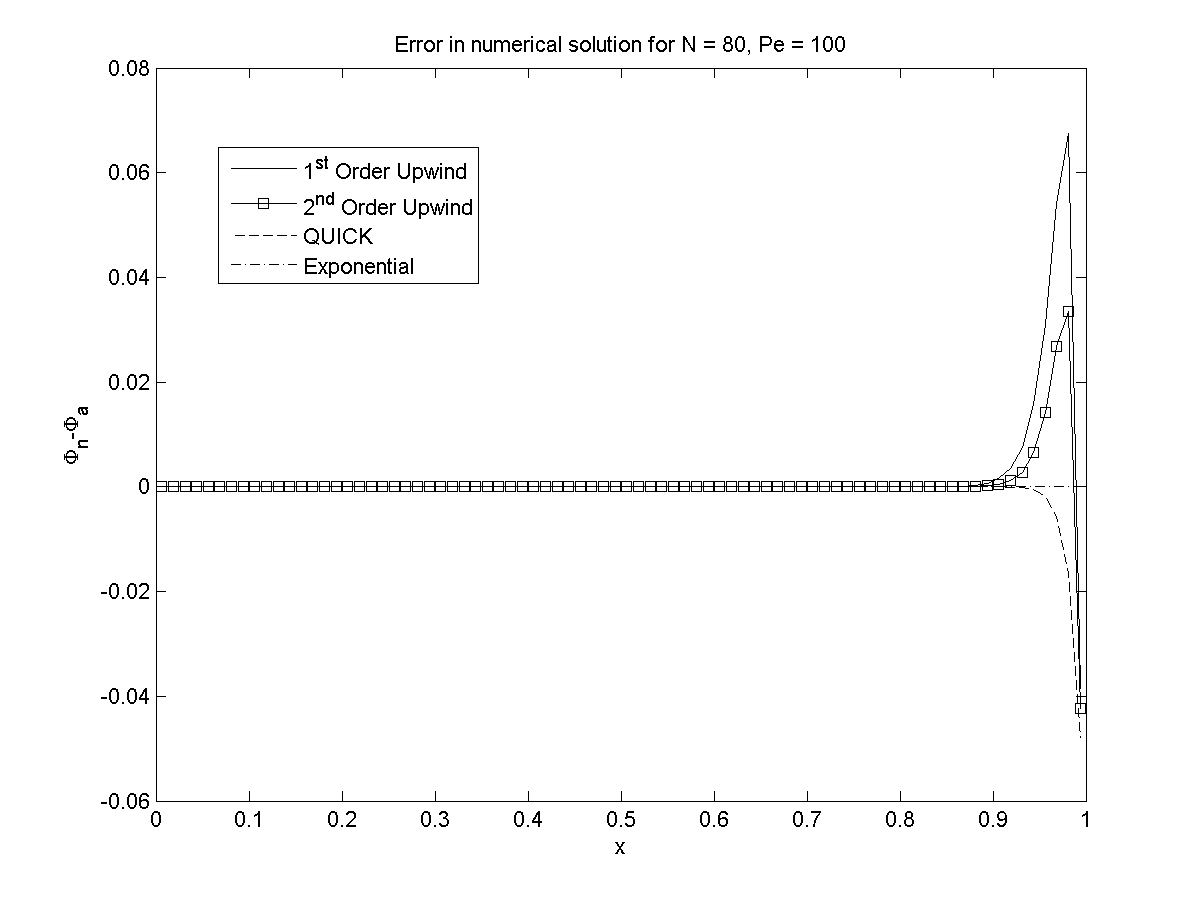 Error in numerical solution for N = 80, Pe = 100
0.08
0.06
0.04
0.02
0
-0.02
-0.04
-0.06
Φn-Φa
1st Order Upwind
2nd Order Upwind
QUICK
Exponential
0 0.1 0.2 0.3 0.4 0.5 0.6 0.7 0.8 0.9 1
x